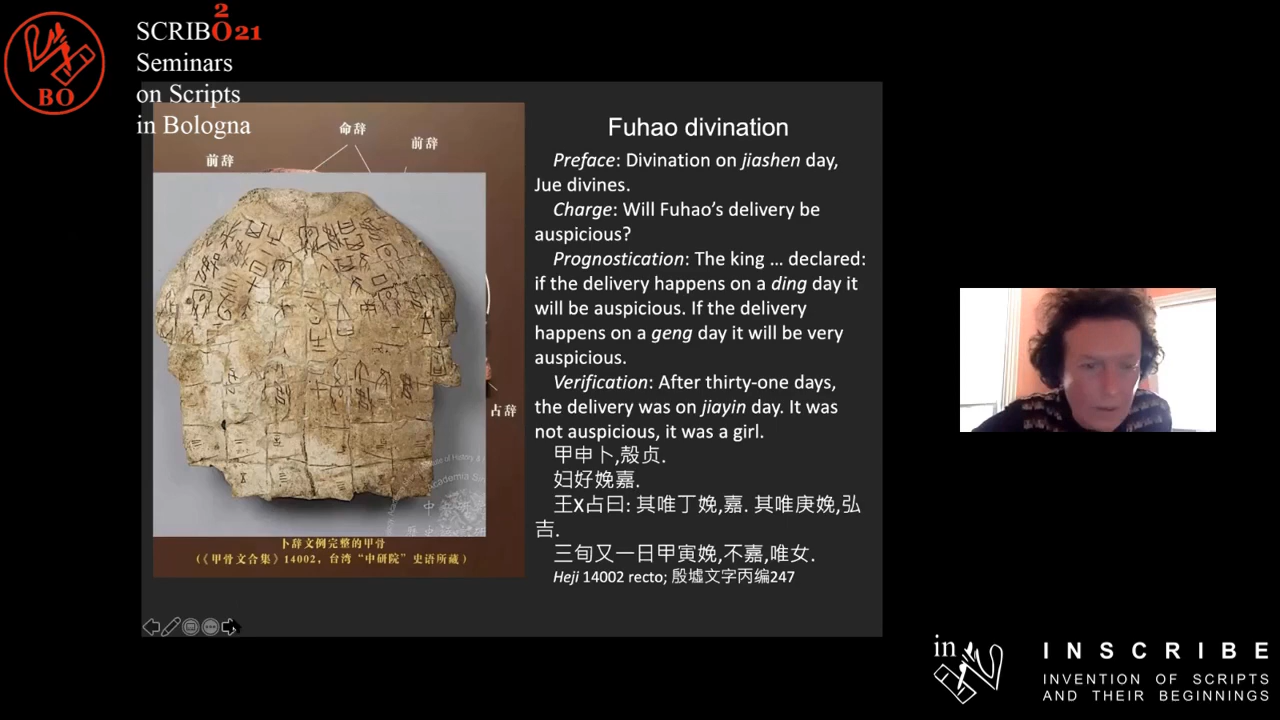 SCRIBO 2021
Seminars
on Scripts
in Bologna
BO
命辞
前辞
前辞
占辞
卜辞文例完整的甲骨
(《甲骨文合集》14002，台湾“中研院”史语所藏)
Fuhao divination
Preface: Divination on jiashen day,
Jue divines.
Charge: Will Fuhao’s delivery be
auspicious?
Prognostication: The king … declared:
if the delivery happens on a ding day it
will be auspicious. If the delivery
happens on a geng day it will be very
auspicious.
Verification: After thirty-one days,
the delivery was on jiayin day. It was
not auspicious, it was a girl.
甲申卜,殻贞.
妇好娩嘉.
王x占曰: 其唯丁娩,嘉. 其唯庚娩,弘
吉.
三旬又一日甲寅娩,不嘉,唯女.
Heji 14002 recto; 殷墟文字丙编247
in
INSCRIBE
INVENTION OF SCRIPTS
AND THEIR BEGINNINGS